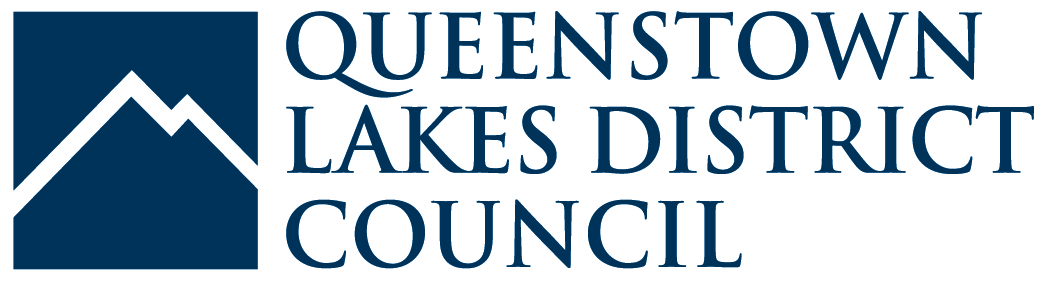 QUEENSTOWN
LAKES DISTRICT
COUNCIL